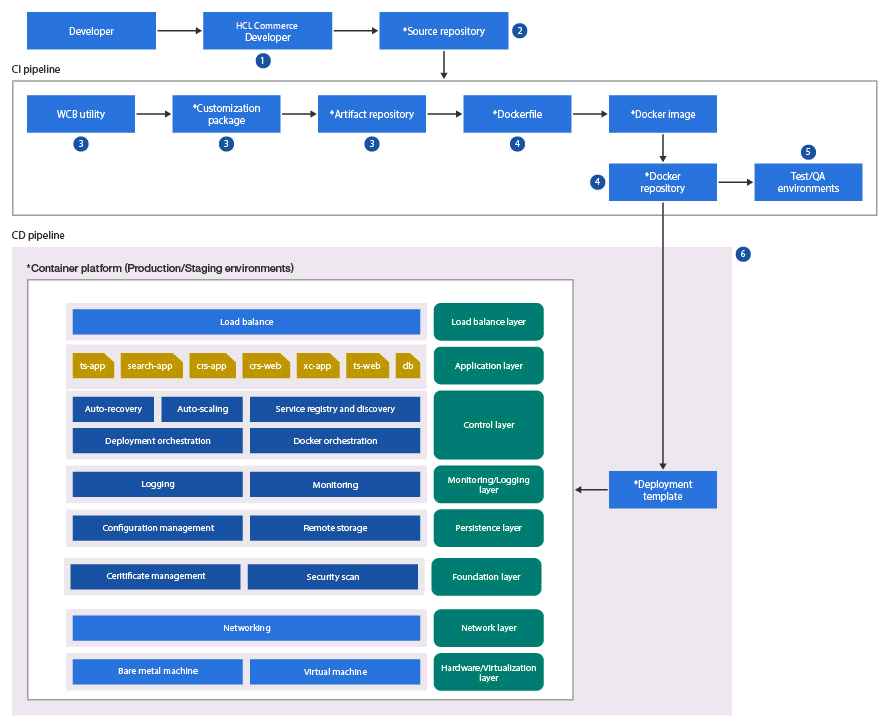 Developer
HCL Commerce
Developer
*Source repository
2
1
CI pipeline
WCB utility
*Customization
package
*Artifact repository
*Dockerfile
*Docker image
3
3
3
4
5
4
*Docker
repository
Test/QA
environments
CD pipeline
6
*Container platform (Production/Staging environments)
Load balance
Load balance layer
ts-app
search-app
crs-app
crs-web
xc-app
ts-web
db
Application layer
Auto-recovery
Auto-scaling
Service registry and discovery
Control layer
Deployment orchestration
Docker orchestration
Logging
Monitoring
Monitoring/Logging
layer
*Deployment
template
Configuration management
Remote storage
Persistence layer
Ceritificate management
Security scan
Foundation layer
Networking
Network layer
Bare metal machine
Virtual machine
Hardware/Virtualization
layer